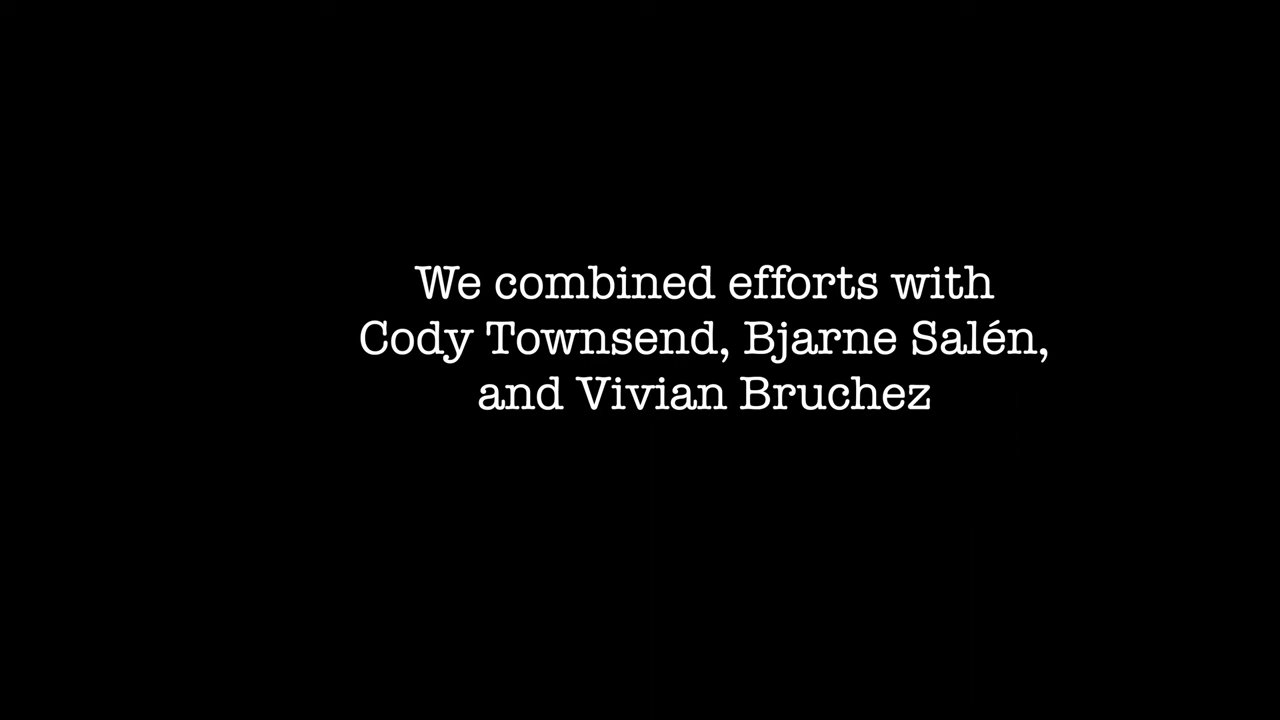 We combined efforts with
Cody Townsend, Bjarne Salén,
and Vivian Bruchez